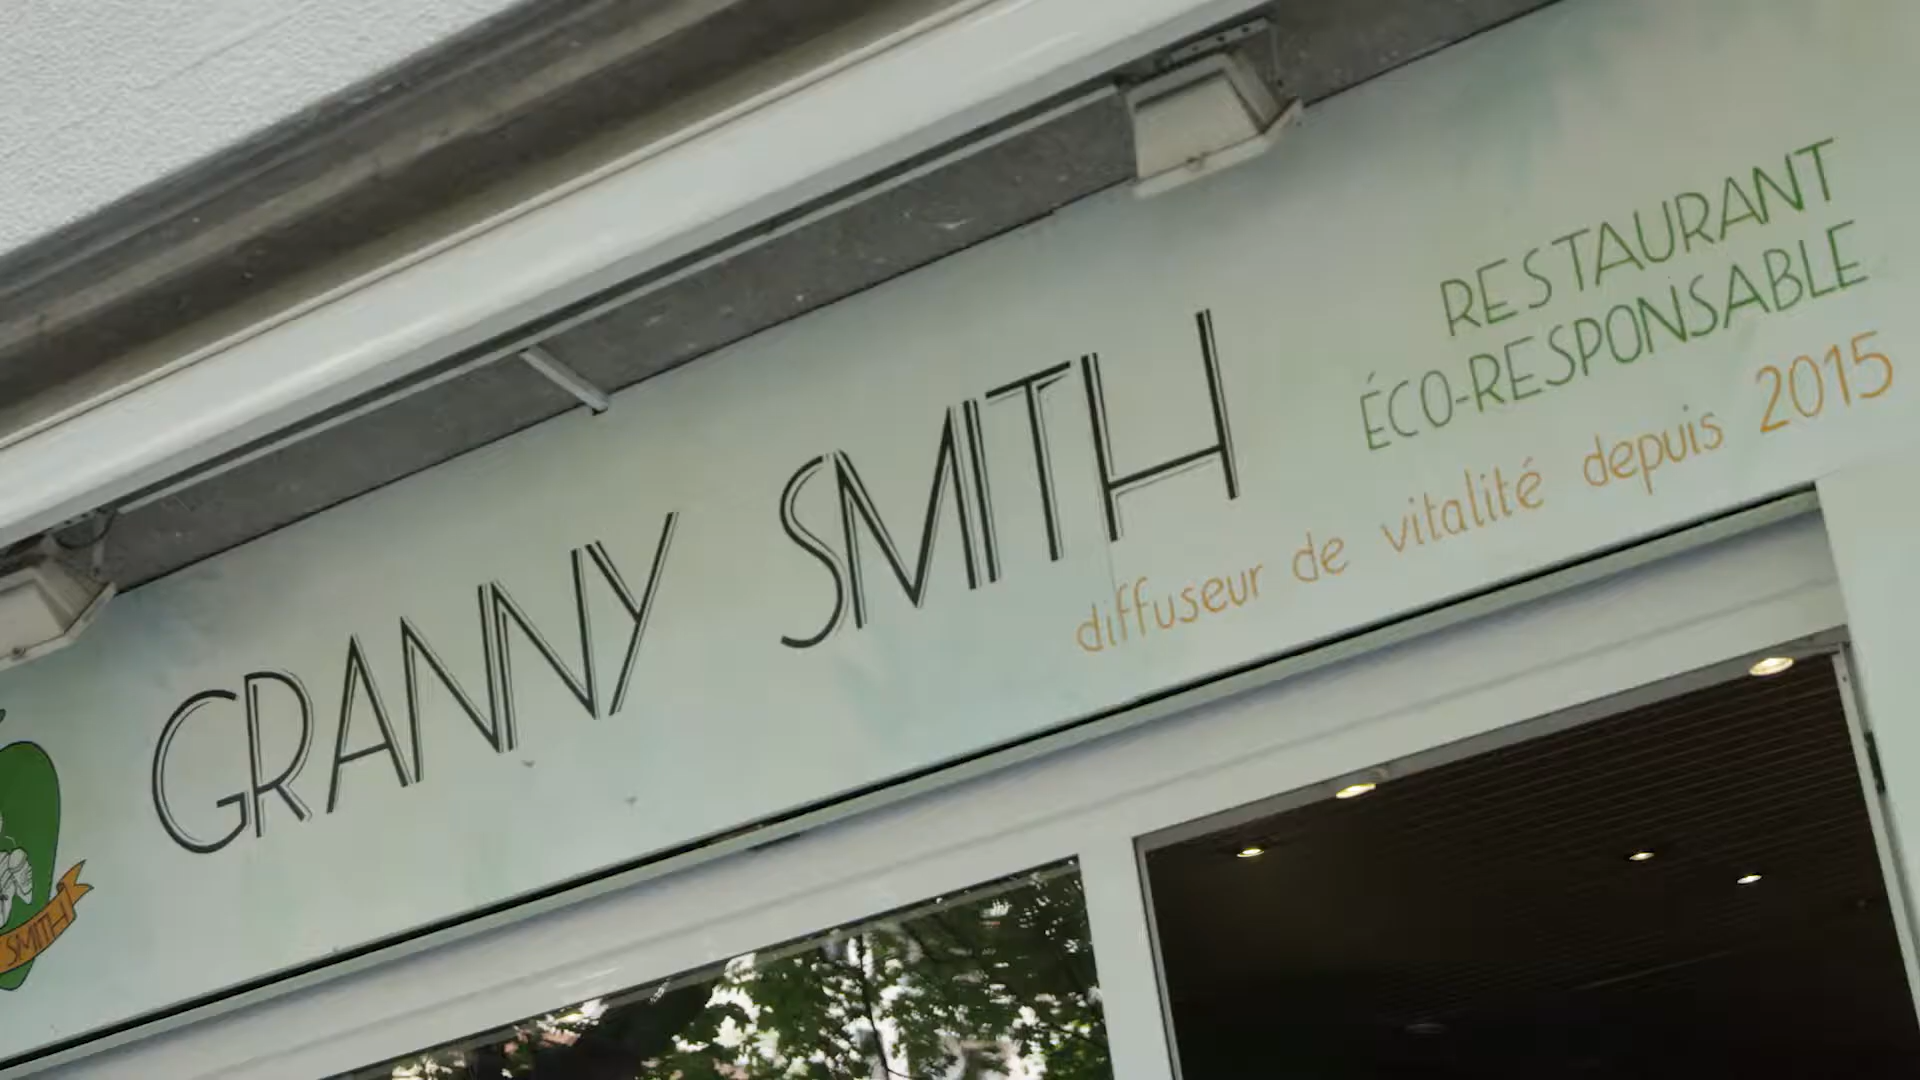 GRANNY SMITH
RESTAURANT
ÉCO-RESPONSABLE
diffuseur de vitalité depuis 2015
SMITH